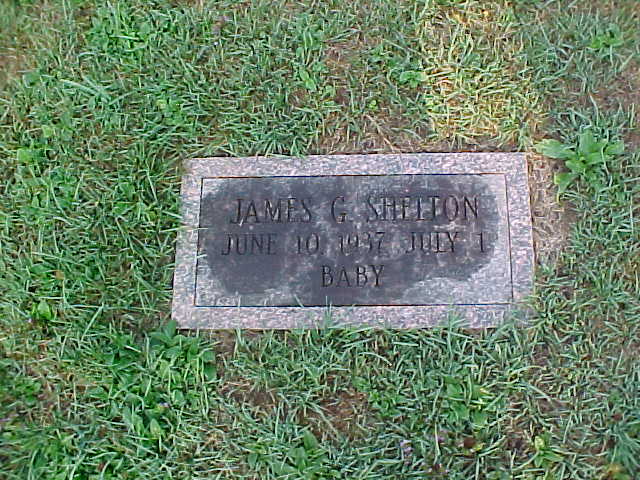 JAMES G. SHELTON
JUNE 10 1937 JULY 1
BABY